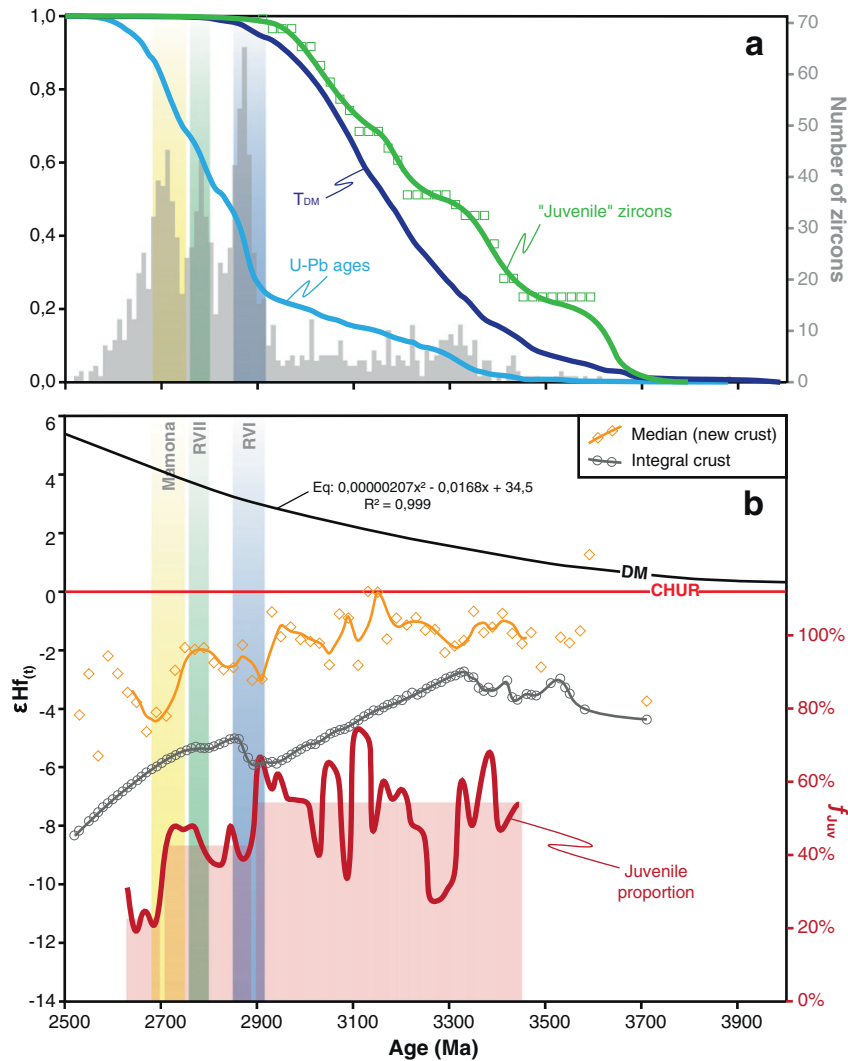 a
1,0
0,8
0,6
0,4
0,2
0,0
70
60
50
40
30
20
10
0
Number of zircons
TDM
"Juvenile" zircons
U-Pb ages
b
6
4
2
0
-2
-4
-6
-8
-10
-12
-14
εHf(t)
Mamona
RVII
RVI
Median (new crust)
Integral crust
Eq: 0,00000207x² - 0,0168x + 34,5
R² = 0,999
DM
CHUR
100%
80%
60%
40%
20%
0%
fJuv
Juvenile
proportion
2500 2700 2900 3100 3300 3500 3700 3900
Age (Ma)